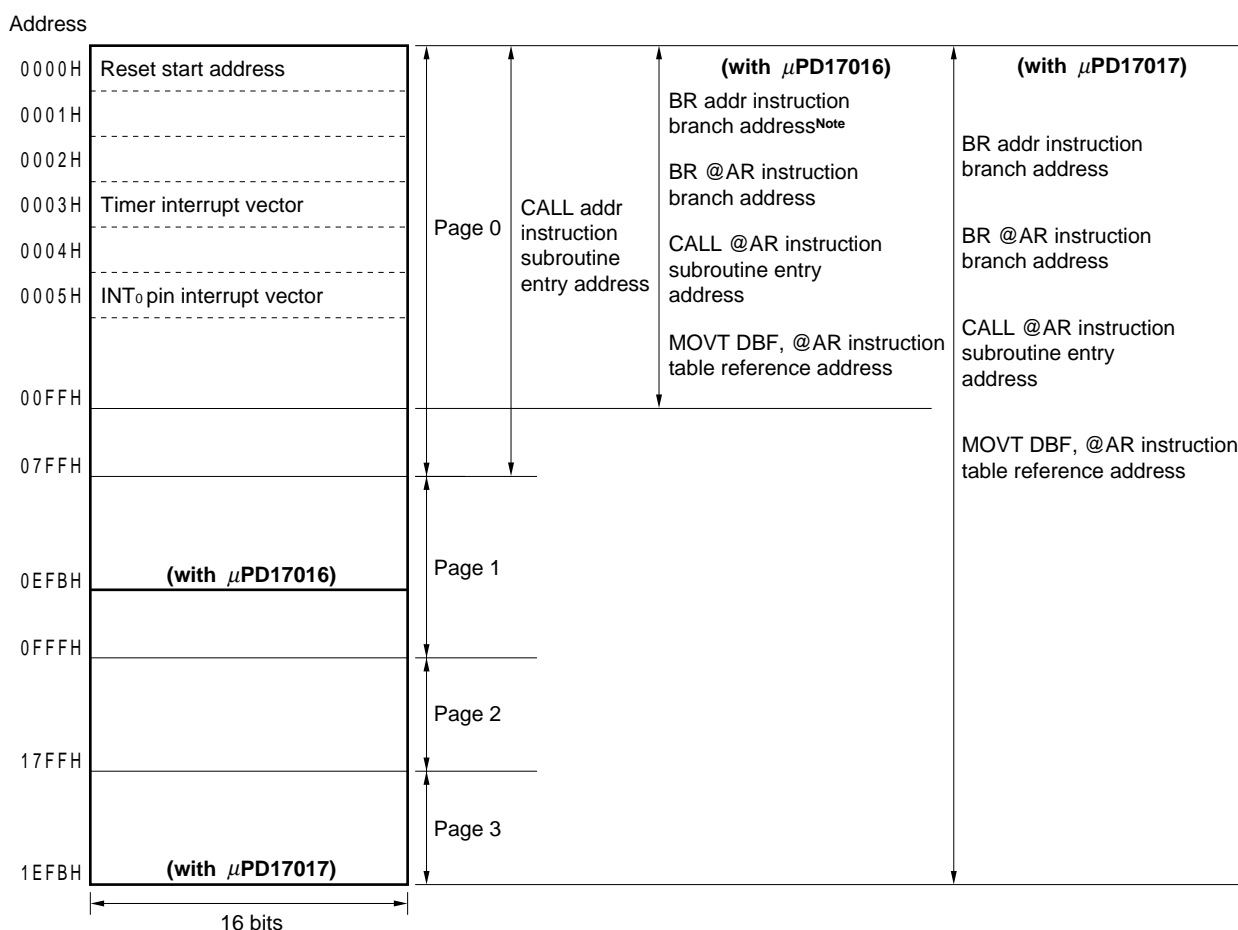 Address
0000H Reset start address
0001H
0002H
0003H Timer interrupt vector
0004H
0005H INT0 pin interrupt vector
00FFH
07FFH
0EFBH (with μPD17016)
0FFFH
17FFH
1EFBH (with μPD17017)
16 bits
Page 0
Page 1
Page 2
Page 3
CALL addr
instruction
subroutine
entry address
(with μPD17016)
BR addr instruction
branch addressNote
BR @AR instruction
branch address
CALL @AR instruction
subroutine entry
address
MOVT DBF, @AR instruction
table reference address
(with μPD17017)
BR addr instruction
branch address
BR @AR instruction
branch address
CALL @AR instruction
subroutine entry
address
MOVT DBF, @AR instruction
table reference address